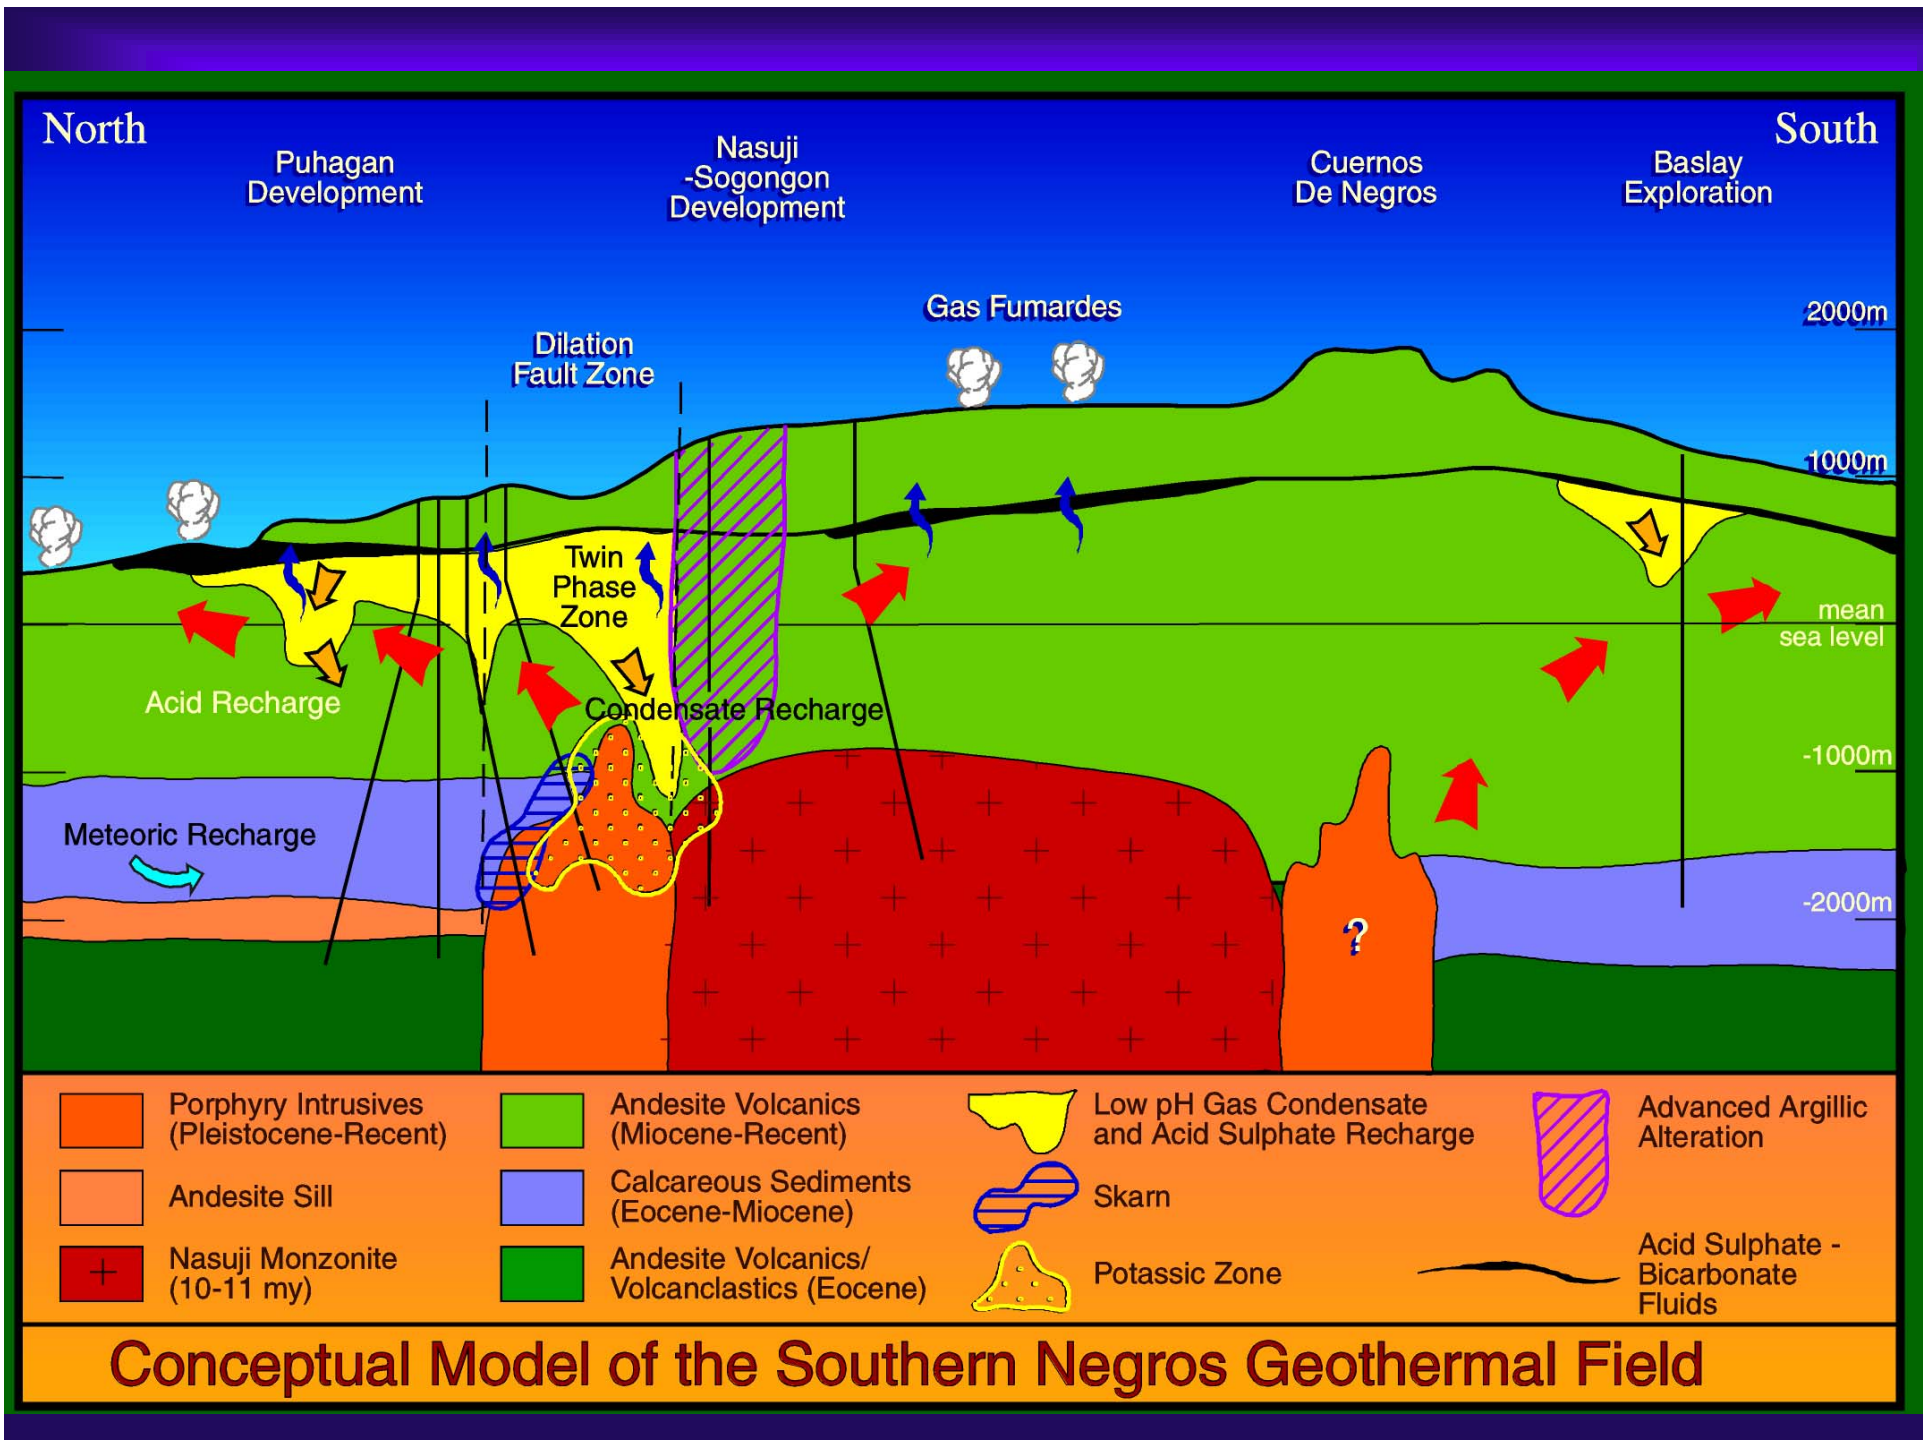 North
South
Puhagan
Development
Nasuji
-Sogongon
Development
Cuernos
De Negros
Baslay
Exploration
Gas Fumardes
2000m
Dilation
Fault Zone
1000m
Twin
Phase
Zone
mean
sea level
Acid Recharge
Condensate Recharge
-1000m
Meteoric Recharge
-2000m
?
Porphyry Intrusives
(Pleistocene-Recent)
Andesite Sill
Nasuji Monzonite
(10-11 my)
Andesite Volcanics
(Miocene-Recent)
Calcareous Sediments
(Eocene-Miocene)
Andesite Volcanics/
Volcanclastics (Eocene)
Low pH Gas Condensate
and Acid Sulphate Recharge
Skarn
Potassic Zone
Advanced Argillic
Alteration
Acid Sulphate -
Bicarbonate
Fluids
Conceptual Model of the Southern Negros Geothermal Field